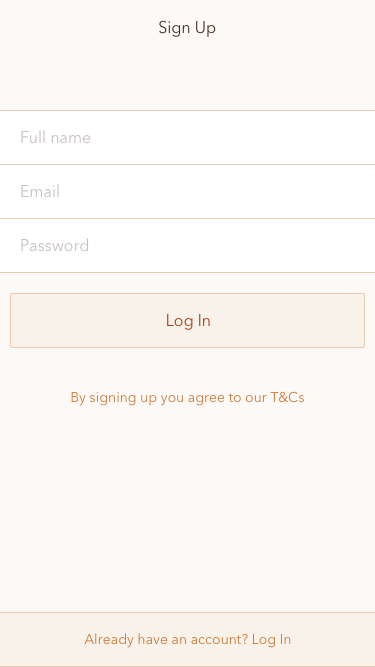 Sign Up
Full name
Email
Password
Log In
By signing up you agree to our T&Cs
Already have an account? Log In